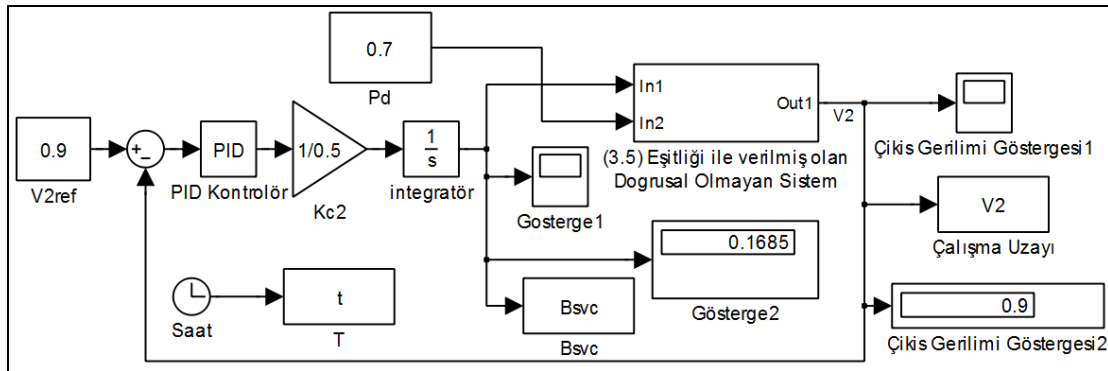 0.7
Pd
0.9
V2ref
+
−
PID
PID Kontrolör
1/0.5
Kc2
1
s
integratör
In1
In2
Out1
V2
(3.5) Eşitliği ile verilmiş olan
Dogrusal Olmayan Sistem
Gosterge1
Çikis Gerilimi Göstergesi1
V2
Çalışma Uzayı
0.1685
Gösterge2
Bsvc
Bsvc
0.9
Çikis Gerilimi Göstergesi2
Saat
t
T